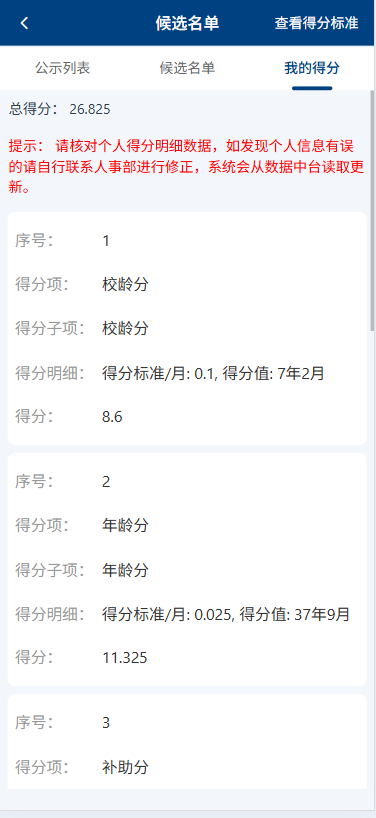 候选名单
查看得分标准
公示列表
候选名单
我的得分
总得分： 26.825
提示： 请核对个人得分明细数据，如发现个人信息有误
的请自行联系人事部进行修正，系统会从数据中台读取更
新。
序号： 1
得分项： 校龄分
得分子项： 校龄分
得分明细： 得分标准/月: 0.1, 得分值: 7年2月
得分： 8.6
序号： 2
得分项： 年龄分
得分子项： 年龄分
得分明细： 得分标准/月: 0.025, 得分值: 37年9月
得分： 11.325
序号： 3
得分项： 补助分